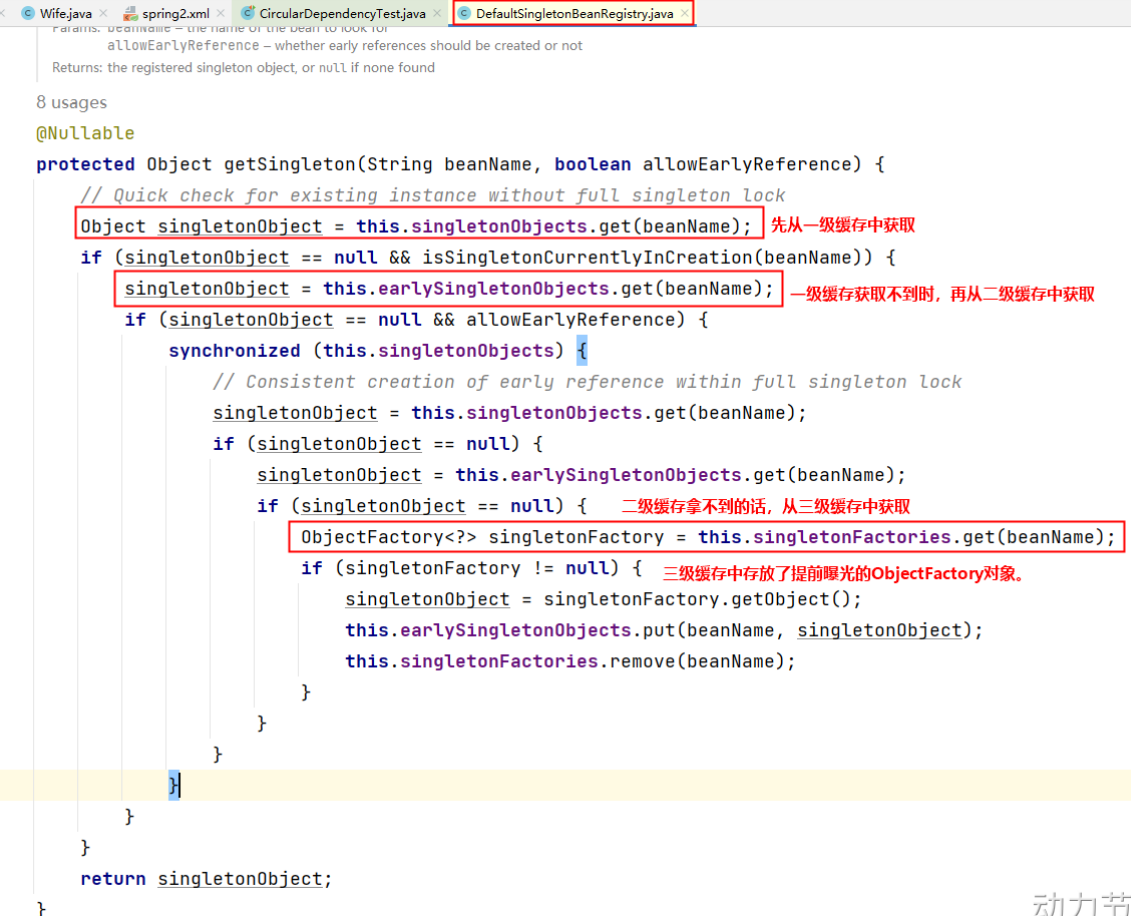 Wife.java
spring2.xml
CircularDependencyTest.java
DefaultSingletonBeanRegistry.java
Params: beanName – the name of the bean to look for
allowEarlyReference – whether early references should be created or not
Returns: the registered singleton object, or null if none found
8 usages
@Nullable
protected Object getSingleton(String beanName, boolean allowEarlyReference) {
// Quick check for existing instance without full singleton lock
Object singletonObject = this.singletonObjects.get(beanName); 先从一级缓存中获取
if (singletonObject == null && isSingletonCurrentlyInCreation(beanName)) {
singletonObject = this.earlySingletonObjects.get(beanName); 一级缓存获取不到时，再从二级缓存中获取
if (singletonObject == null && allowEarlyReference) {
synchronized (this.singletonObjects) {
// Consistent creation of early reference within full singleton lock
singletonObject = this.singletonObjects.get(beanName);
if (singletonObject == null) {
singletonObject = this.earlySingletonObjects.get(beanName);
if (singletonObject == null) { 二级缓存拿不到的话，从三级缓存中获取
ObjectFactory<?> singletonFactory = this.singletonFactories.get(beanName);
if (singletonFactory != null) { 三级缓存中存放了提前曝光的ObjectFactory对象。
singletonObject = singletonFactory.getObject();
this.earlySingletonObjects.put(beanName, singletonObject);
this.singletonFactories.remove(beanName);
}
}
}
}
}
}
return singletonObject;
}
动力节